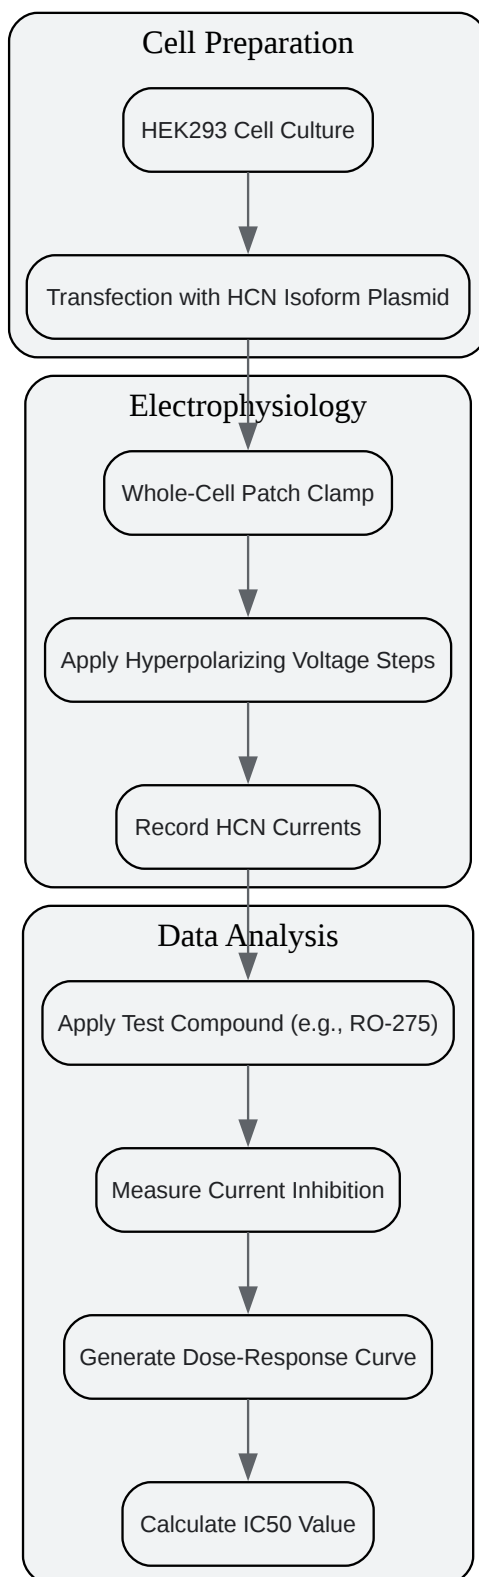 Cell Preparation
HEK293 Cell Culture
Transfection with HCN Isoform Plasmid
Electrophysiology
Whole-Cell Patch Clamp
Apply Hyperpolarizing Voltage Steps
Record HCN Currents
Data Analysis
Apply Test Compound (e.g., RO-275)
Measure Current Inhibition
Generate Dose-Response Curve
Calculate IC50 Value